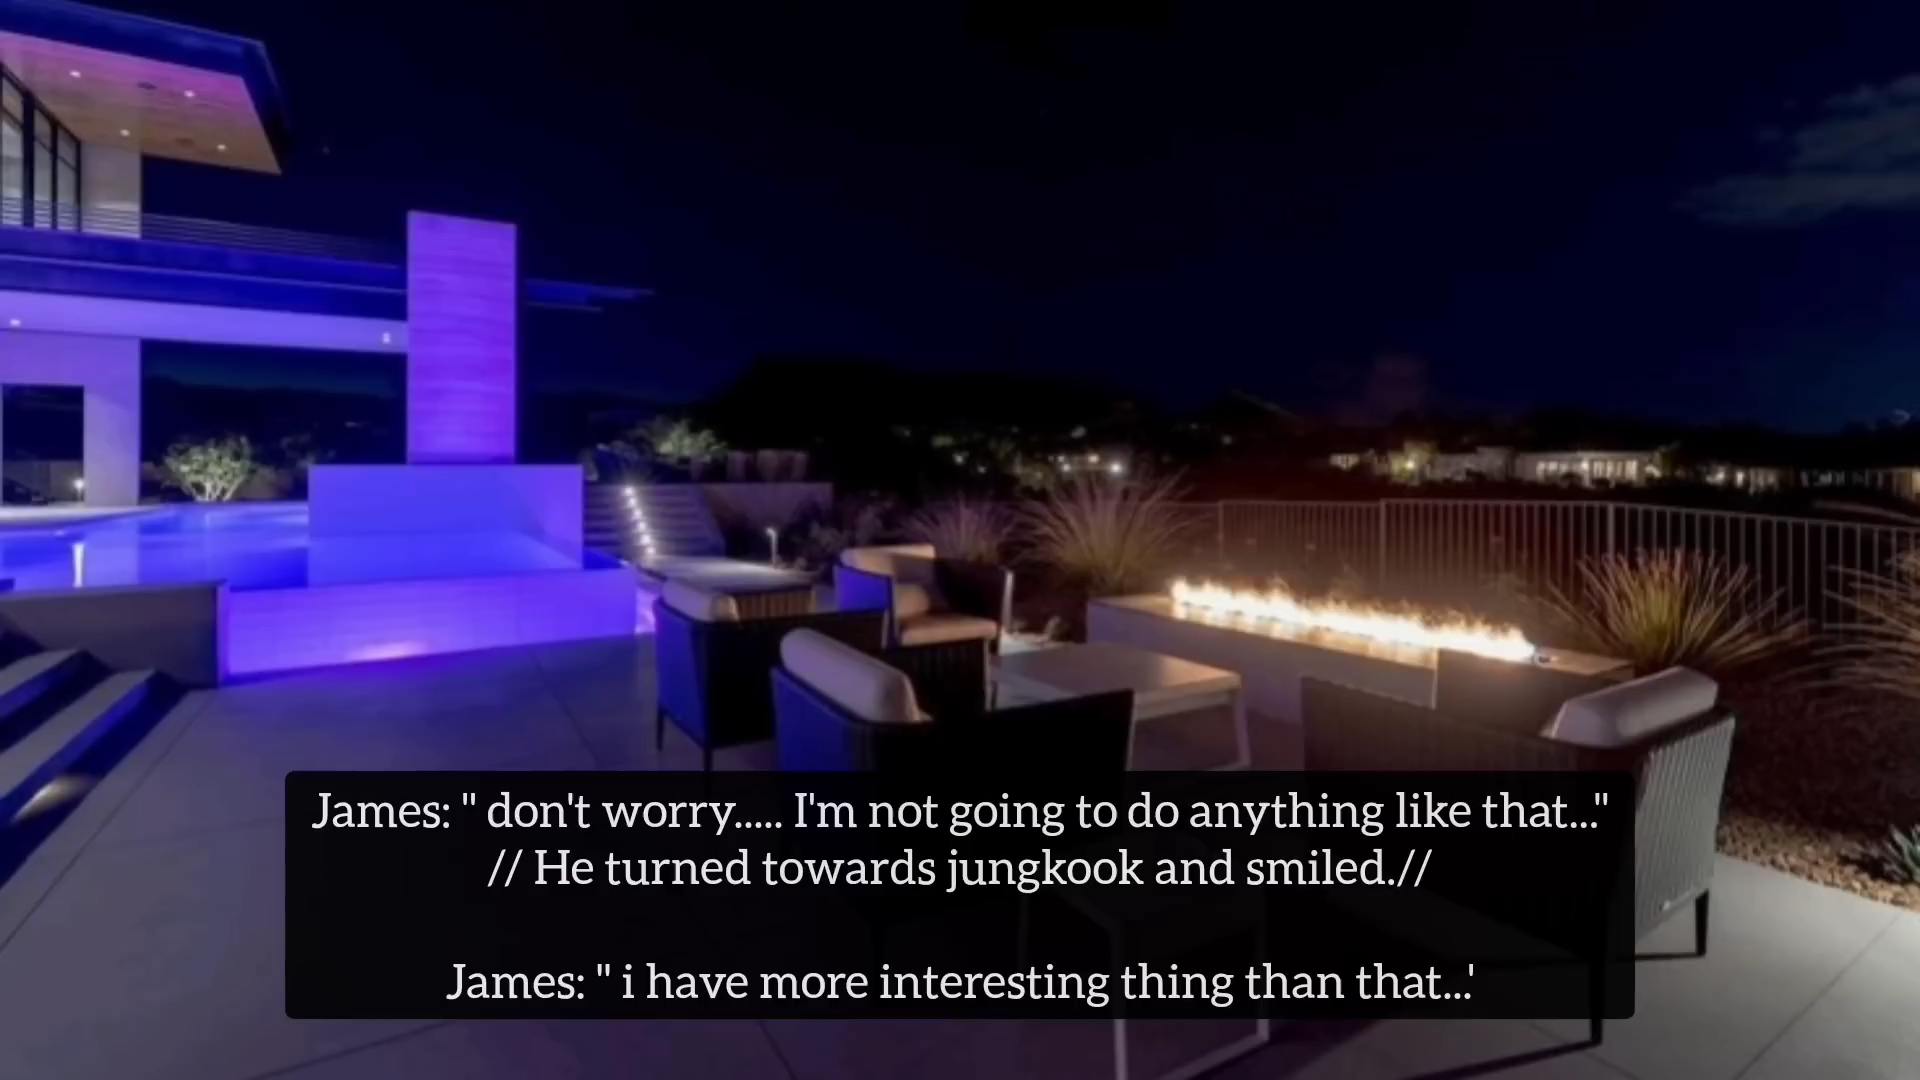 James: " don't worry..... I'm not going to do anything like that..."
// He turned towards jungkook and smiled.//
James: " i have more interesting thing than that...'